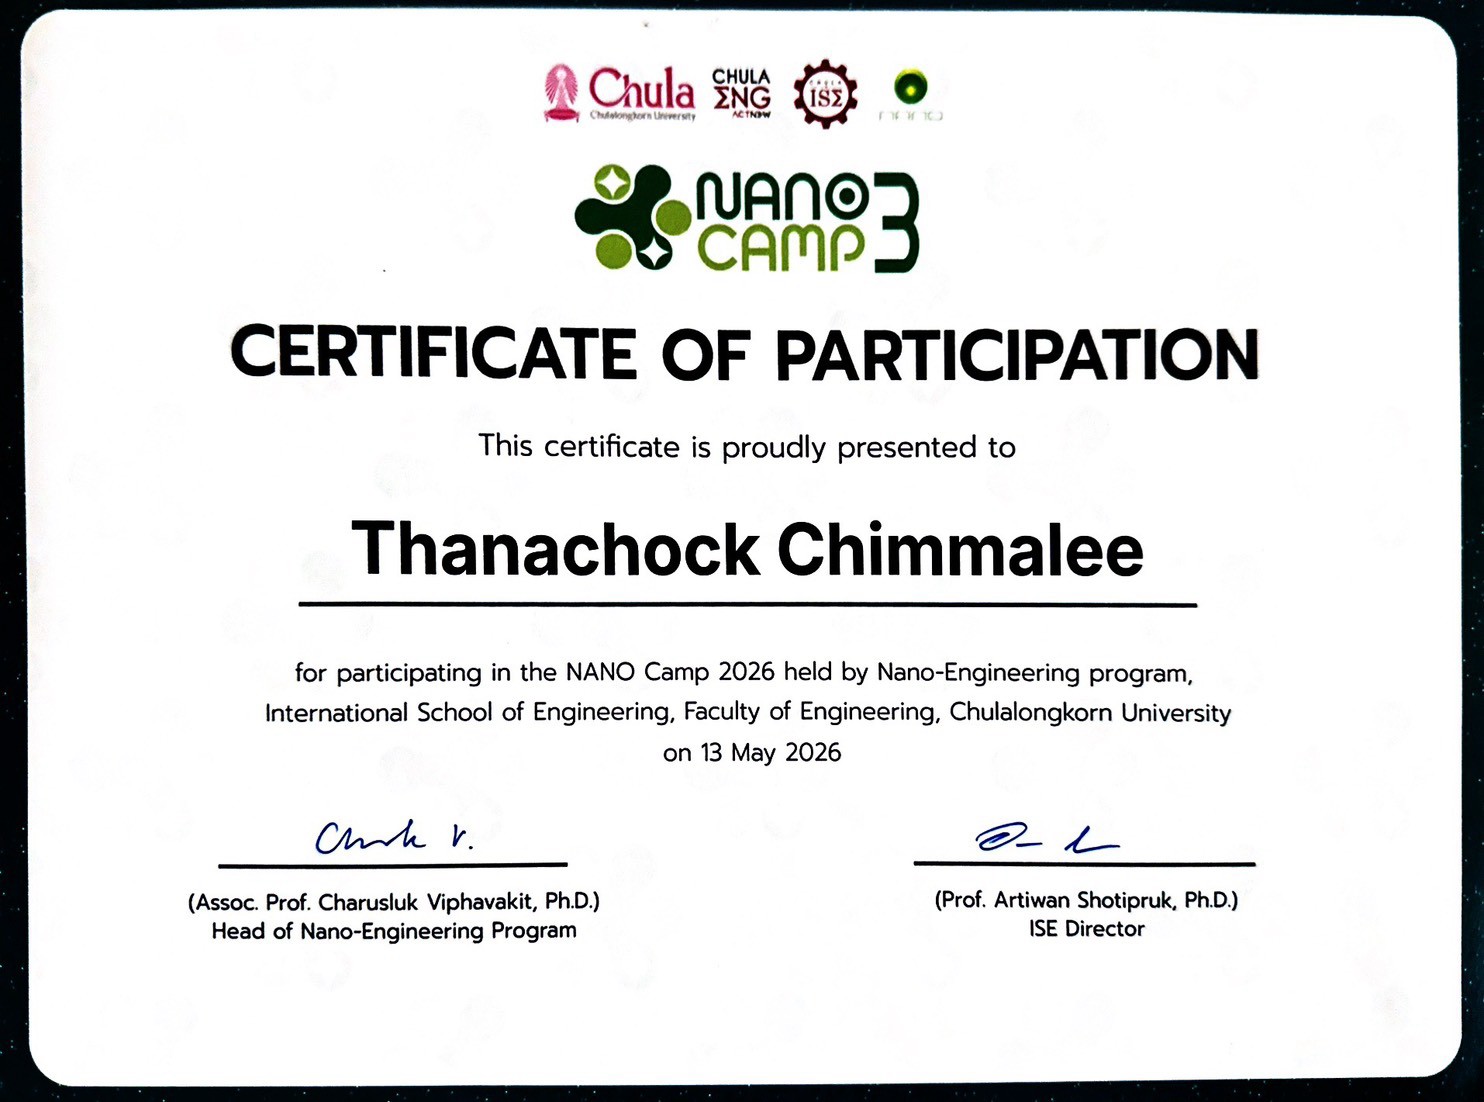 Chula
Chulalongkorn University
CHULA
ΣNG
ACTNOW
ISΣ
nano
NANO
CAMP 3
CERTIFICATE OF PARTICIPATION
This certificate is proudly presented to
Thanachock Chimmalee
for participating in the NANO Camp 2026 held by Nano-Engineering program,
International School of Engineering, Faculty of Engineering, Chulalongkorn University
on 13 May 2026
(Assoc. Prof. Charusluk Viphavakit, Ph.D.)
Head of Nano-Engineering Program
(Prof. Artiwan Shotipruk, Ph.D.)
ISE Director